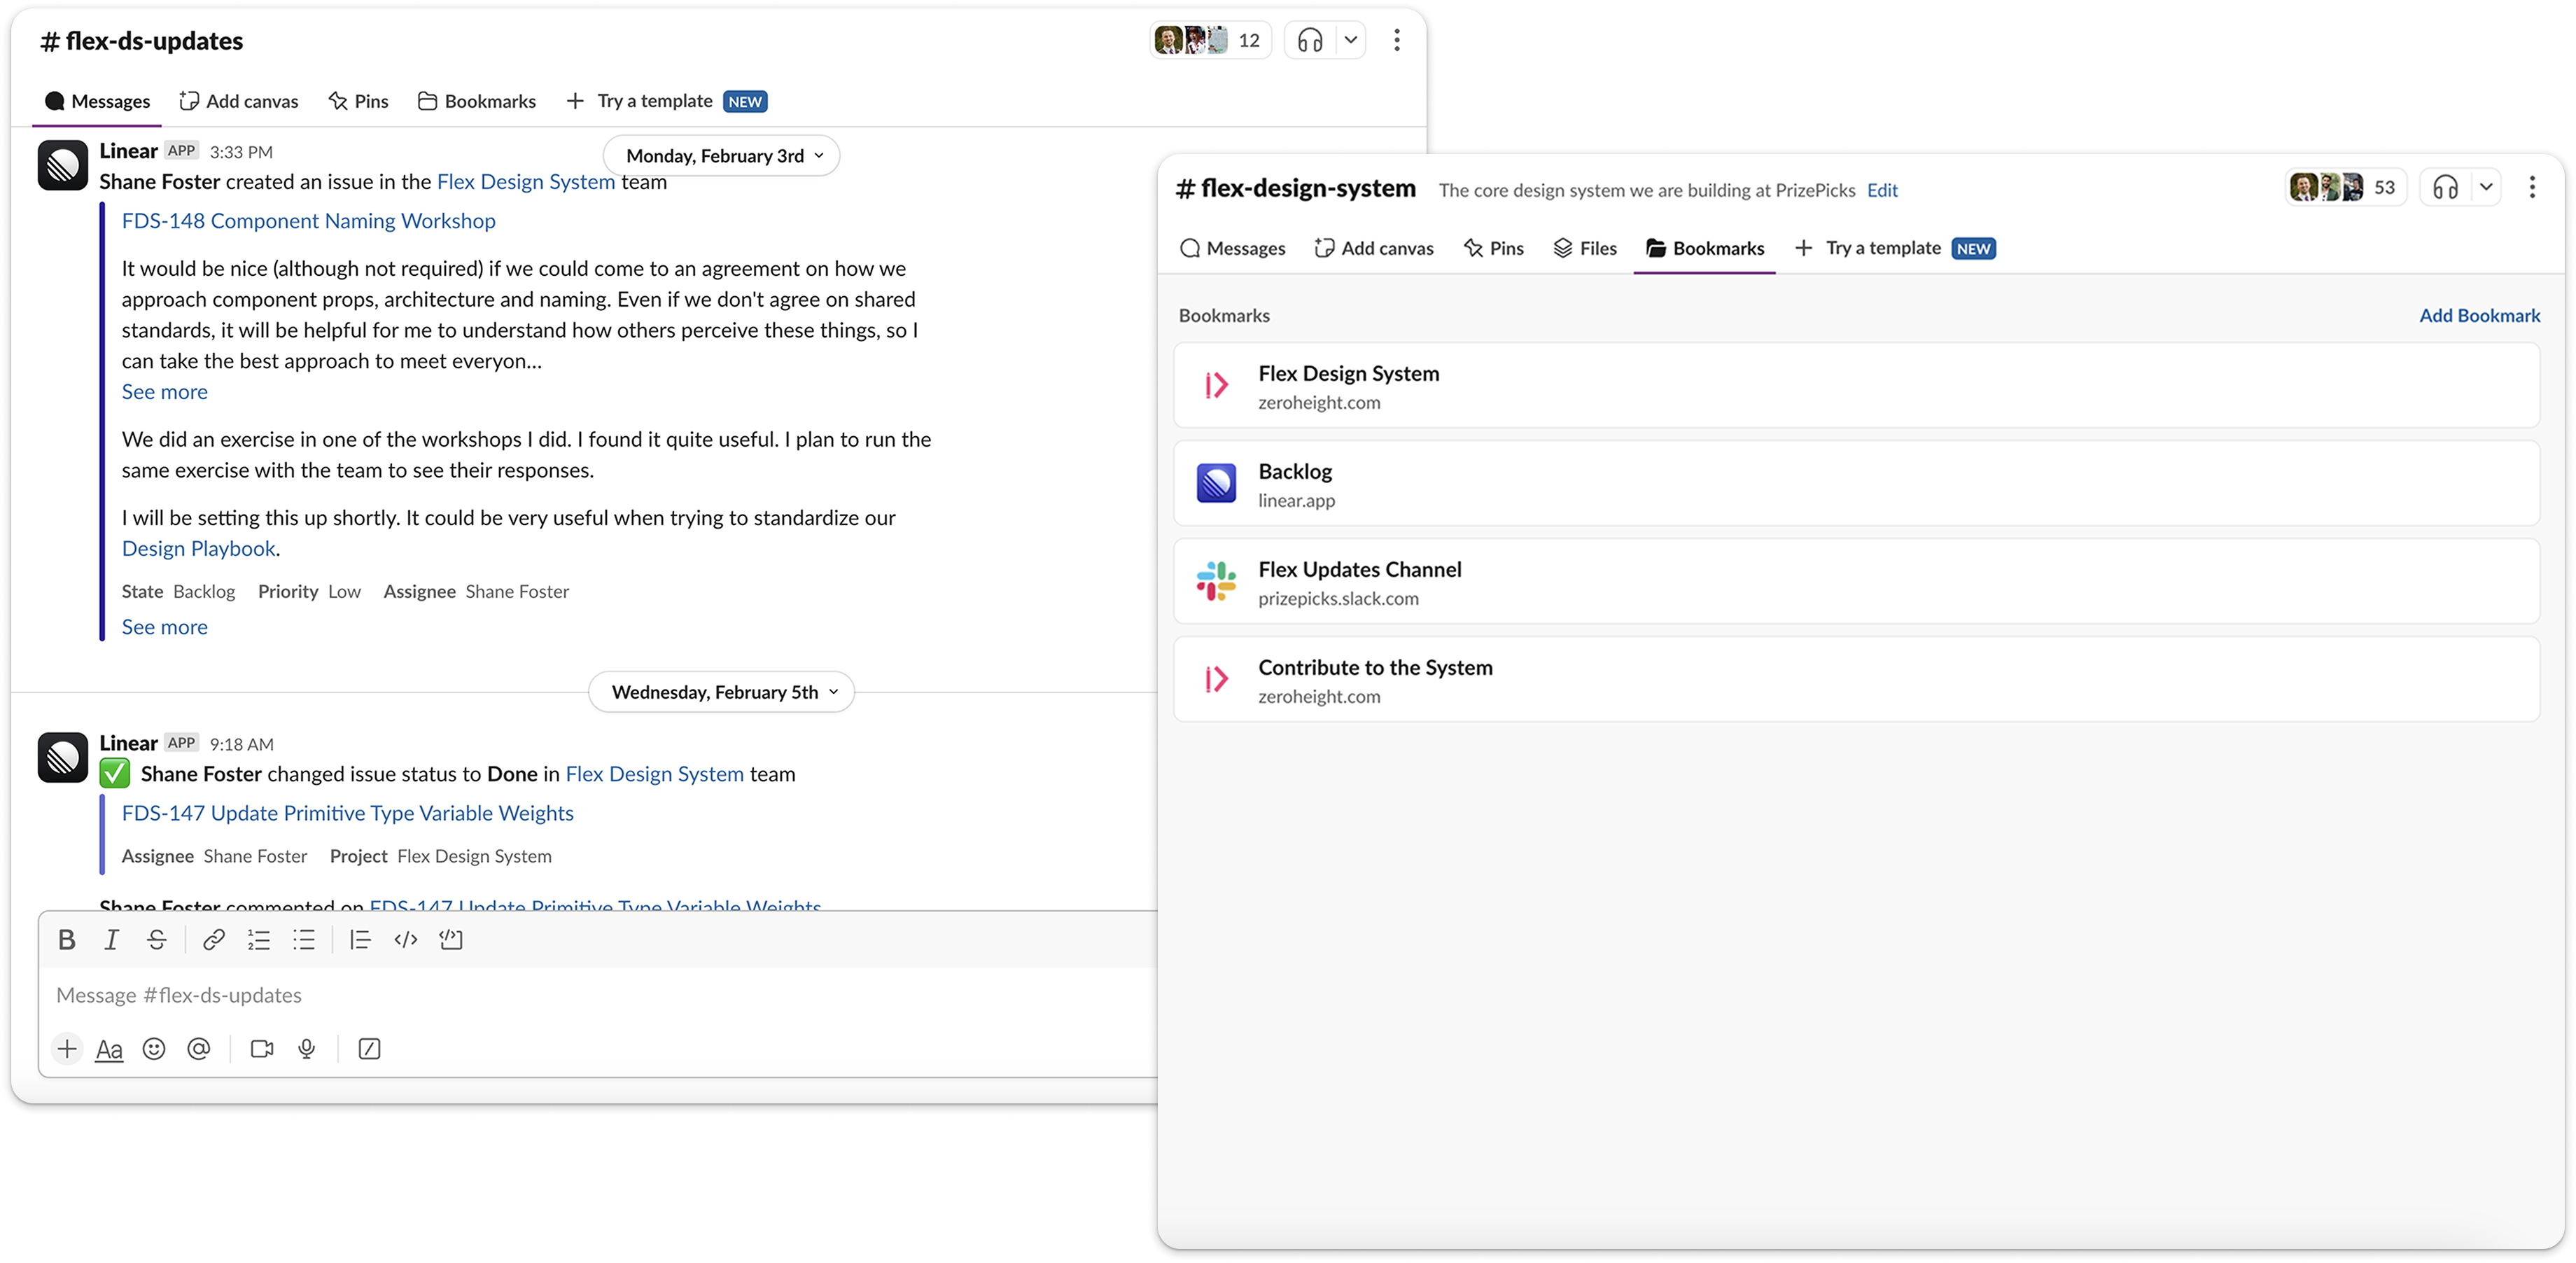 # flex-ds-updates
12
Messages Add canvas Pins Bookmarks + Try a template NEW
Linear APP 3:33 PM
Monday, February 3rd
Shane Foster created an issue in the Flex Design System team
FDS-148 Component Naming Workshop
It would be nice (although not required) if we could come to an agreement on how we
approach component props, architecture and naming. Even if we don't agree on shared
standards, it will be helpful for me to understand how others perceive these things, so I
can take the best approach to meet everyon...
See more
We did an exercise in one of the workshops I did. I found it quite useful. I plan to run the
same exercise with the team to see their responses.
I will be setting this up shortly. It could be very useful when trying to standardize our
Design Playbook.
State Backlog Priority Low Assignee Shane Foster
See more
Wednesday, February 5th
Linear APP 9:18 AM
Shane Foster changed issue status to Done in Flex Design System team
FDS-147 Update Primitive Type Variable Weights
Assignee Shane Foster Project Flex Design System
Shane Foster commented on FDS-147 Update Primitive Type Variable Weights
B I S
Message #flex-ds-updates
+ Aa @
# flex-design-system The core design system we are building at PrizePicks Edit
53
Messages Add canvas Pins Files Bookmarks + Try a template NEW
Bookmarks
Add Bookmark
Flex Design System
zeroheight.com
Backlog
linear.app
Flex Updates Channel
prizepicks.slack.com
Contribute to the System
zeroheight.com